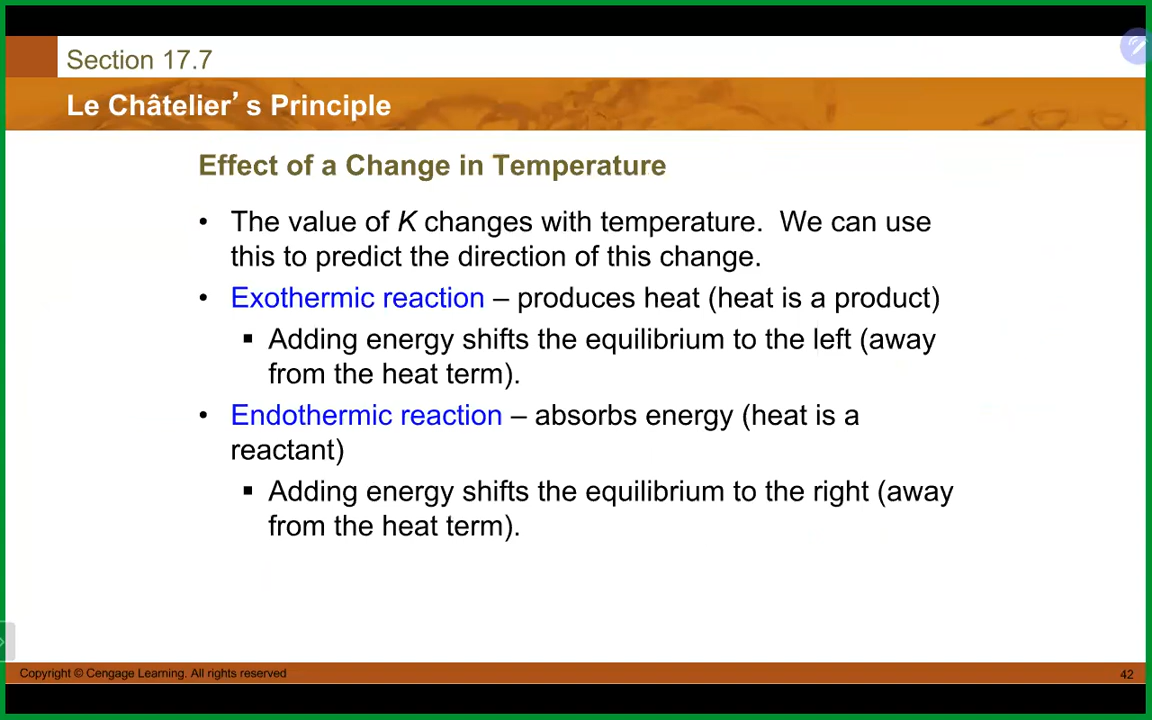 Section 17.7
Le Châtelier’s Principle
Effect of a Change in Temperature
• The value of K changes with temperature. We can use
this to predict the direction of this change.
• Exothermic reaction – produces heat (heat is a product)
▪ Adding energy shifts the equilibrium to the left (away
from the heat term).
• Endothermic reaction – absorbs energy (heat is a
reactant)
▪ Adding energy shifts the equilibrium to the right (away
from the heat term).
Copyright © Cengage Learning. All rights reserved
42